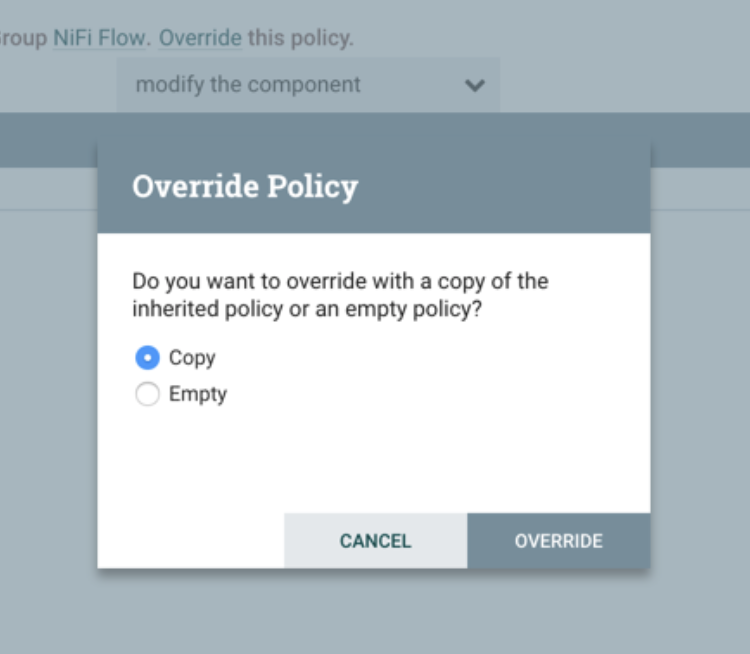 Group NiFi Flow. Override this policy.
modify the component
Override Policy
Do you want to override with a copy of the
inherited policy or an empty policy?
Copy
Empty
CANCEL
OVERRIDE